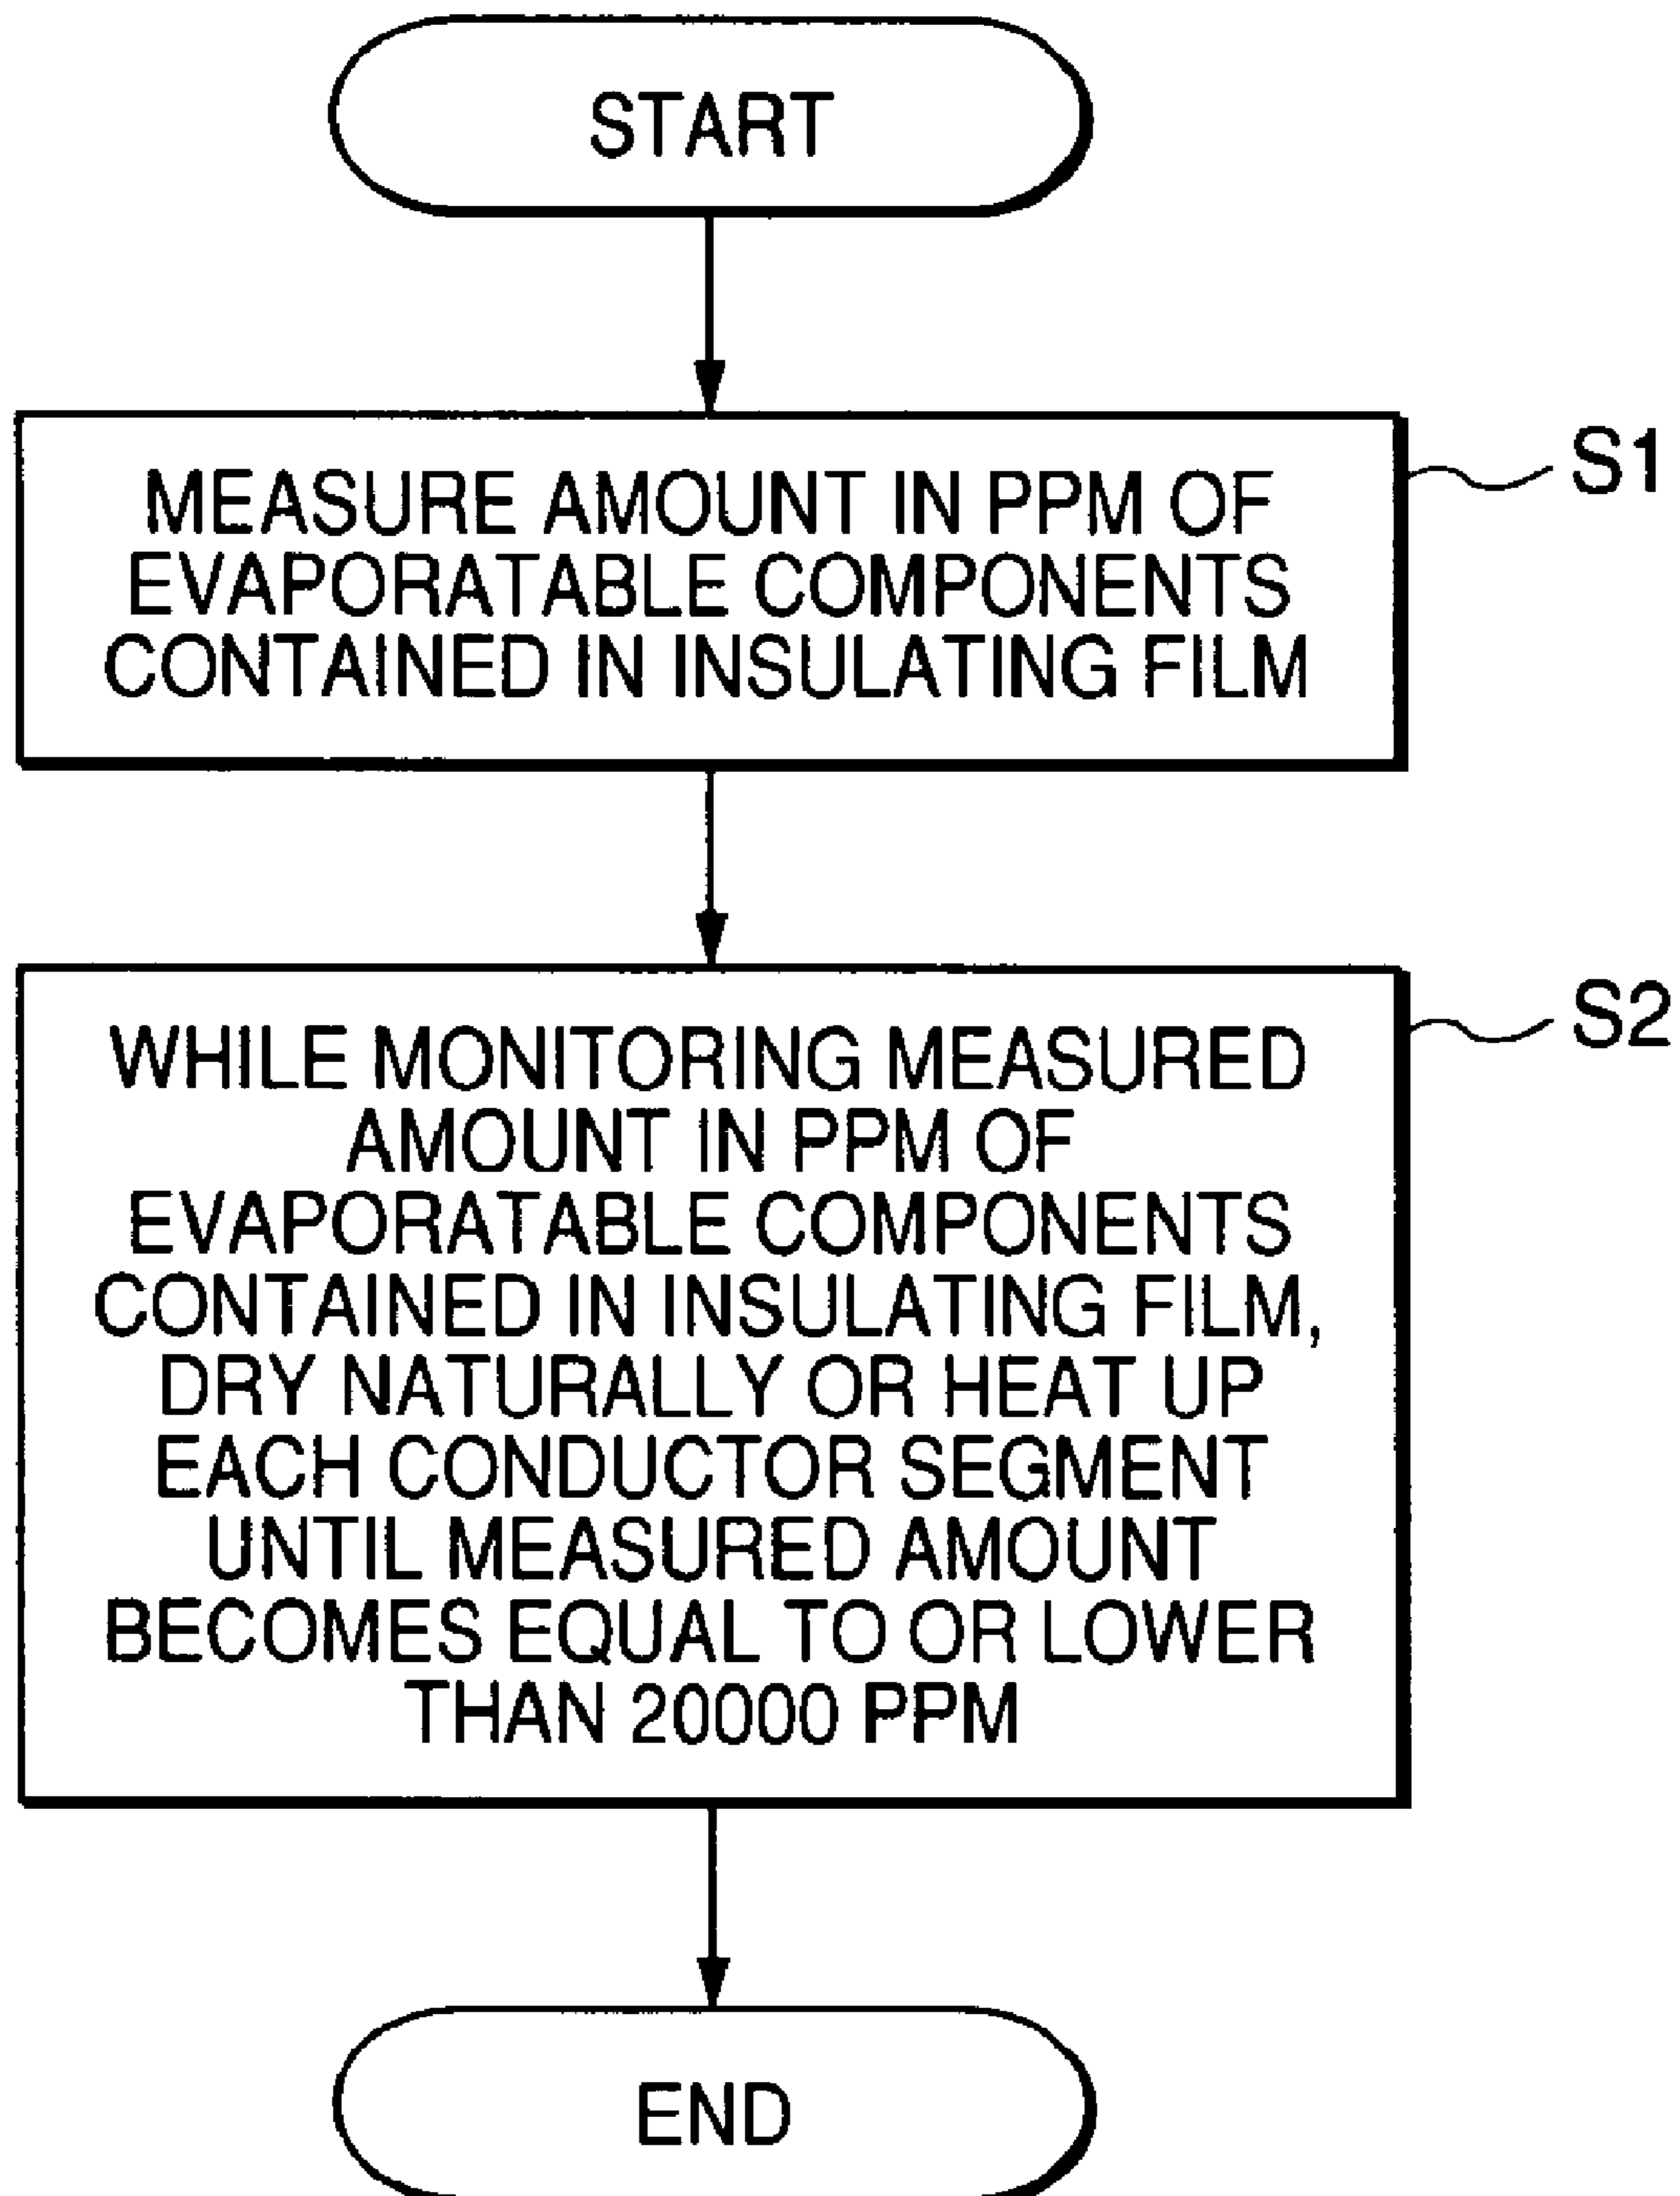 START
MEASURE AMOUNT IN PPM OF
EVAPORATABLE COMPONENTS
CONTAINED IN INSULATING FILM
S1
WHILE MONITORING MEASURED
AMOUNT IN PPM OF
EVAPORATABLE COMPONENTS
CONTAINED IN INSULATING FILM,
DRY NATURALLY OR HEAT UP
EACH CONDUCTOR SEGMENT
UNTIL MEASURED AMOUNT
BECOMES EQUAL TO OR LOWER
THAN 20000 PPM
S2
END